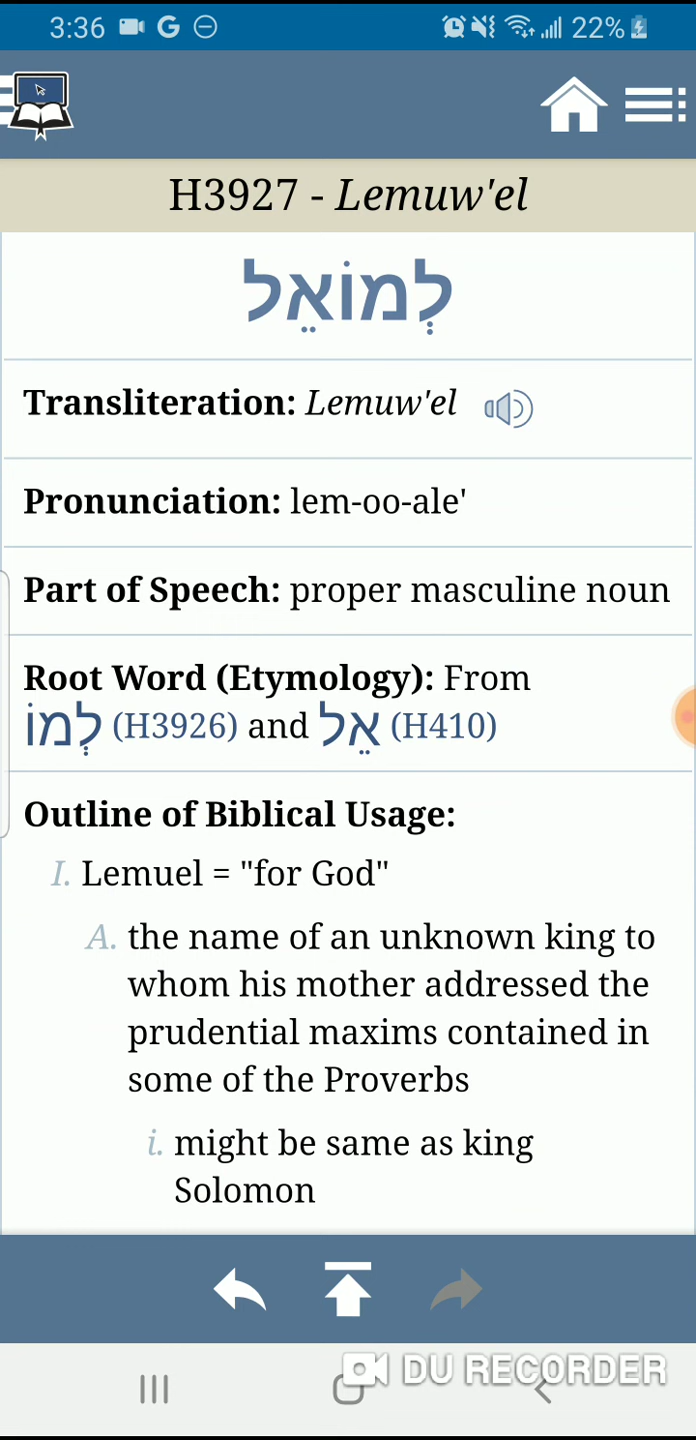 3:36 G 22%
H3927 - Lemuw'el
לְמוֹאֵל
Transliteration: Lemuw'el
Pronunciation: lem-oo-ale'
Part of Speech: proper masculine noun
Root Word (Etymology): From
לְמוֹ (H3926) and אֵל (H410)
Outline of Biblical Usage:
I. Lemuel = "for God"
A. the name of an unknown king to
whom his mother addressed the
prudential maxims contained in
some of the Proverbs
i. might be same as king
Solomon
DU RECORDER